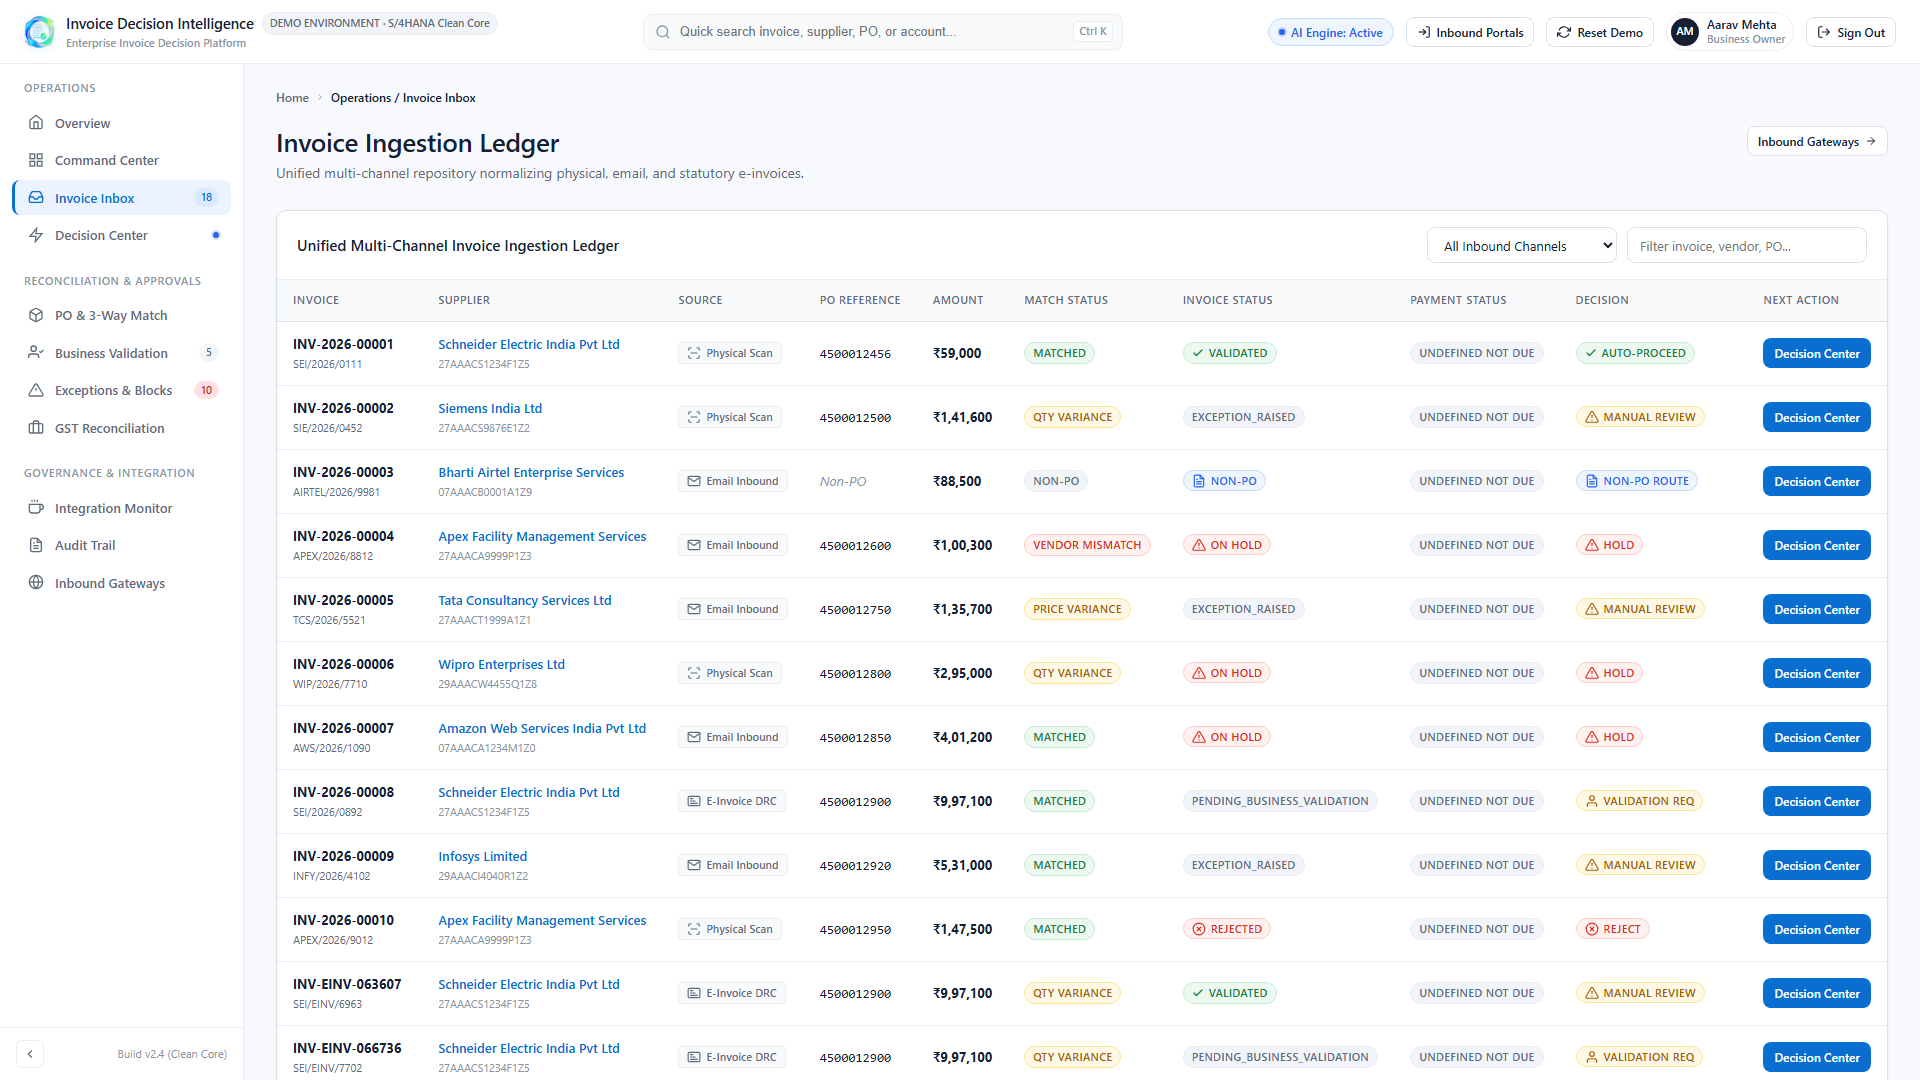 Invoice Decision Intelligence
Enterprise Invoice Decision Platform
DEMO ENVIRONMENT · S/4HANA Clean Core
Quick search invoice, supplier, PO, or account...
Ctrl K
AI Engine: Active
Inbound Portals
Reset Demo
AM
Aarav Mehta
Business Owner
Sign Out
OPERATIONS
Overview
Command Center
Invoice Inbox 18
Decision Center
RECONCILIATION & APPROVALS
PO & 3-Way Match
Business Validation 5
Exceptions & Blocks 10
GST Reconciliation
GOVERNANCE & INTEGRATION
Integration Monitor
Audit Trail
Inbound Gateways
Build v2.4 (Clean Core)
Home > Operations / Invoice Inbox
Invoice Ingestion Ledger
Unified multi-channel repository normalizing physical, email, and statutory e-invoices.
Inbound Gateways →
Unified Multi-Channel Invoice Ingestion Ledger
All Inbound Channels
Filter invoice, vendor, PO...
INVOICE SUPPLIER SOURCE PO REFERENCE AMOUNT MATCH STATUS INVOICE STATUS PAYMENT STATUS DECISION NEXT ACTION
INV-2026-00001 Schneider Electric India Pvt Ltd Physical Scan 4500012456 ₹59,000 MATCHED VALIDATED UNDEFINED NOT DUE AUTO-PROCEED Decision Center
SEI/2026/0111 27AAACS1234F1Z5
INV-2026-00002 Siemens India Ltd Physical Scan 4500012500 ₹1,41,600 QTY VARIANCE EXCEPTION_RAISED UNDEFINED NOT DUE MANUAL REVIEW Decision Center
SIE/2026/0452 27AAACS9876E1Z2
INV-2026-00003 Bharti Airtel Enterprise Services Email Inbound Non-PO ₹88,500 NON-PO NON-PO UNDEFINED NOT DUE NON-PO ROUTE Decision Center
AIRTEL/2026/9981 07AAACB0001A1Z9
INV-2026-00004 Apex Facility Management Services Email Inbound 4500012600 ₹1,00,300 VENDOR MISMATCH ON HOLD UNDEFINED NOT DUE HOLD Decision Center
APEX/2026/8812 27AAACA9999P1Z3
INV-2026-00005 Tata Consultancy Services Ltd Email Inbound 4500012750 ₹1,35,700 PRICE VARIANCE EXCEPTION_RAISED UNDEFINED NOT DUE MANUAL REVIEW Decision Center
TCS/2026/5521 27AAACT1999A1Z1
INV-2026-00006 Wipro Enterprises Ltd Physical Scan 4500012800 ₹2,95,000 QTY VARIANCE ON HOLD UNDEFINED NOT DUE HOLD Decision Center
WIP/2026/7710 29AAACW4455Q1Z8
INV-2026-00007 Amazon Web Services India Pvt Ltd Email Inbound 4500012850 ₹4,01,200 MATCHED ON HOLD UNDEFINED NOT DUE HOLD Decision Center
AWS/2026/1090 07AAACA1234M1Z0
INV-2026-00008 Schneider Electric India Pvt Ltd E-Invoice DRC 4500012900 ₹9,97,100 MATCHED PENDING_BUSINESS_VALIDATION UNDEFINED NOT DUE VALIDATION REQ Decision Center
SEI/2026/0892 27AAACS1234F1Z5
INV-2026-00009 Infosys Limited Email Inbound 4500012920 ₹5,31,000 MATCHED EXCEPTION_RAISED UNDEFINED NOT DUE MANUAL REVIEW Decision Center
INFY/2026/4102 29AAACI4040R1Z2
INV-2026-00010 Apex Facility Management Services Physical Scan 4500012950 ₹1,47,500 MATCHED REJECTED UNDEFINED NOT DUE REJECT Decision Center
APEX/2026/9012 27AAACA9999P1Z3
INV-EINV-063607 Schneider Electric India Pvt Ltd E-Invoice DRC 4500012900 ₹9,97,100 QTY VARIANCE VALIDATED UNDEFINED NOT DUE MANUAL REVIEW Decision Center
SEI/EINV/6963 27AAACS1234F1Z5
INV-EINV-066736 Schneider Electric India Pvt Ltd E-Invoice DRC 4500012900 ₹9,97,100 QTY VARIANCE PENDING_BUSINESS_VALIDATION UNDEFINED NOT DUE VALIDATION REQ Decision Center
SEI/EINV/7702 27AAACS1234F1Z5